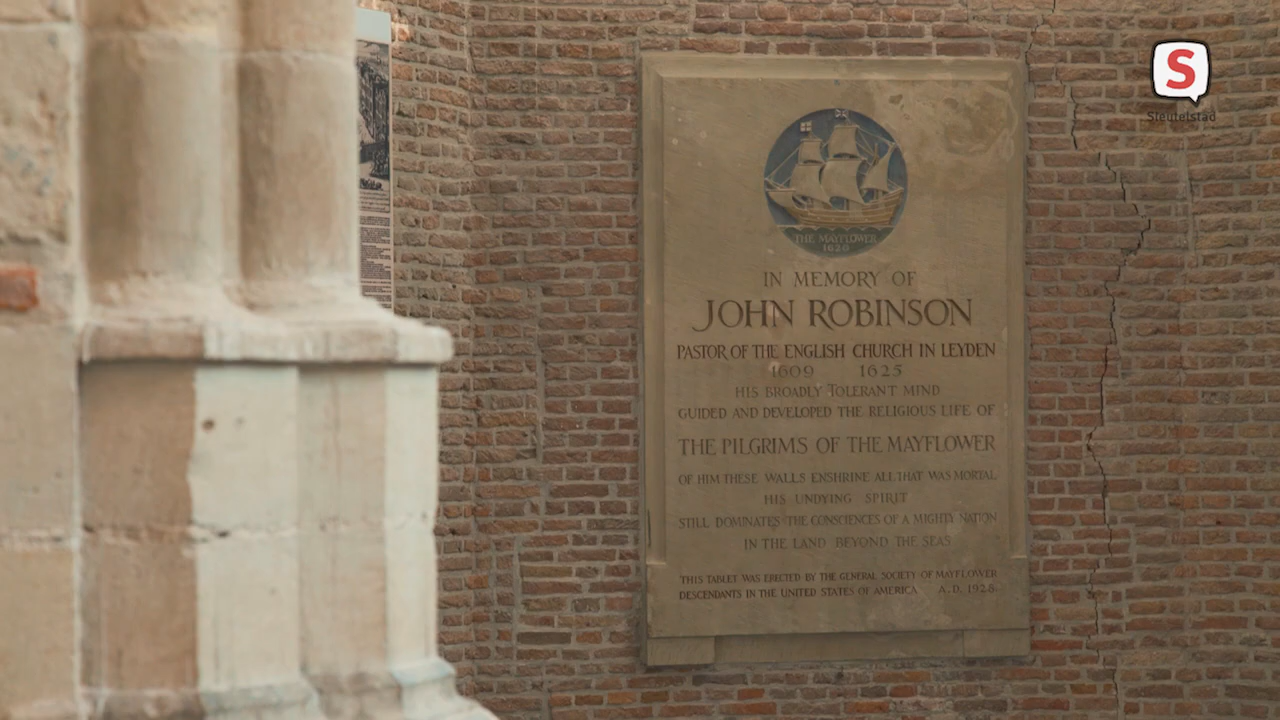 S
Sleutelstad
THE MAYFLOWER
1620
IN MEMORY OF
JOHN ROBINSON
PASTOR OF THE ENGLISH CHURCH IN LEYDEN
1609 1625
HIS BROADLY TOLERANT MIND
GUIDED AND DEVELOPED THE RELIGIOUS LIFE OF
THE PILGRIMS OF THE MAYFLOWER
OF HIM THESE WALLS ENSHRINE ALL THAT WAS MORTAL
HIS UNDYING SPIRIT
STILL DOMINATES THE CONSCIENCES OF A MIGHTY NATION
IN THE LAND BEYOND THE SEAS
THIS TABLET WAS ERECTED BY THE GENERAL SOCIETY OF MAYFLOWER
DESCENDANTS IN THE UNITED STATES OF AMERICA A.D. 1928